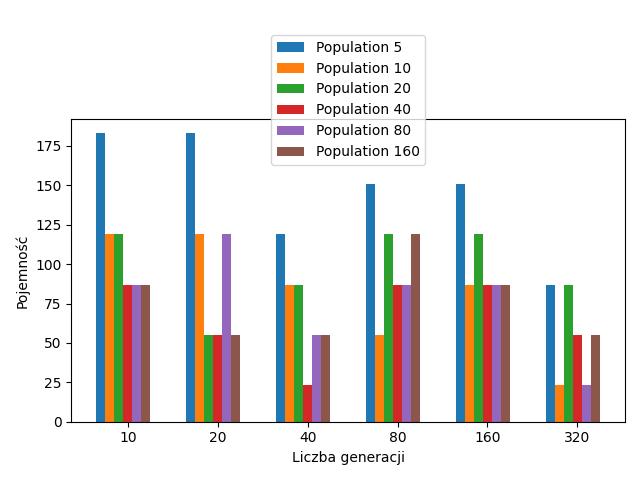 Population 5
Population 10
Population 20
Population 40
Population 80
Population 160
175
150
125
100
75
50
25
0
Pojemność
10 20 40 80 160 320
Liczba generacji